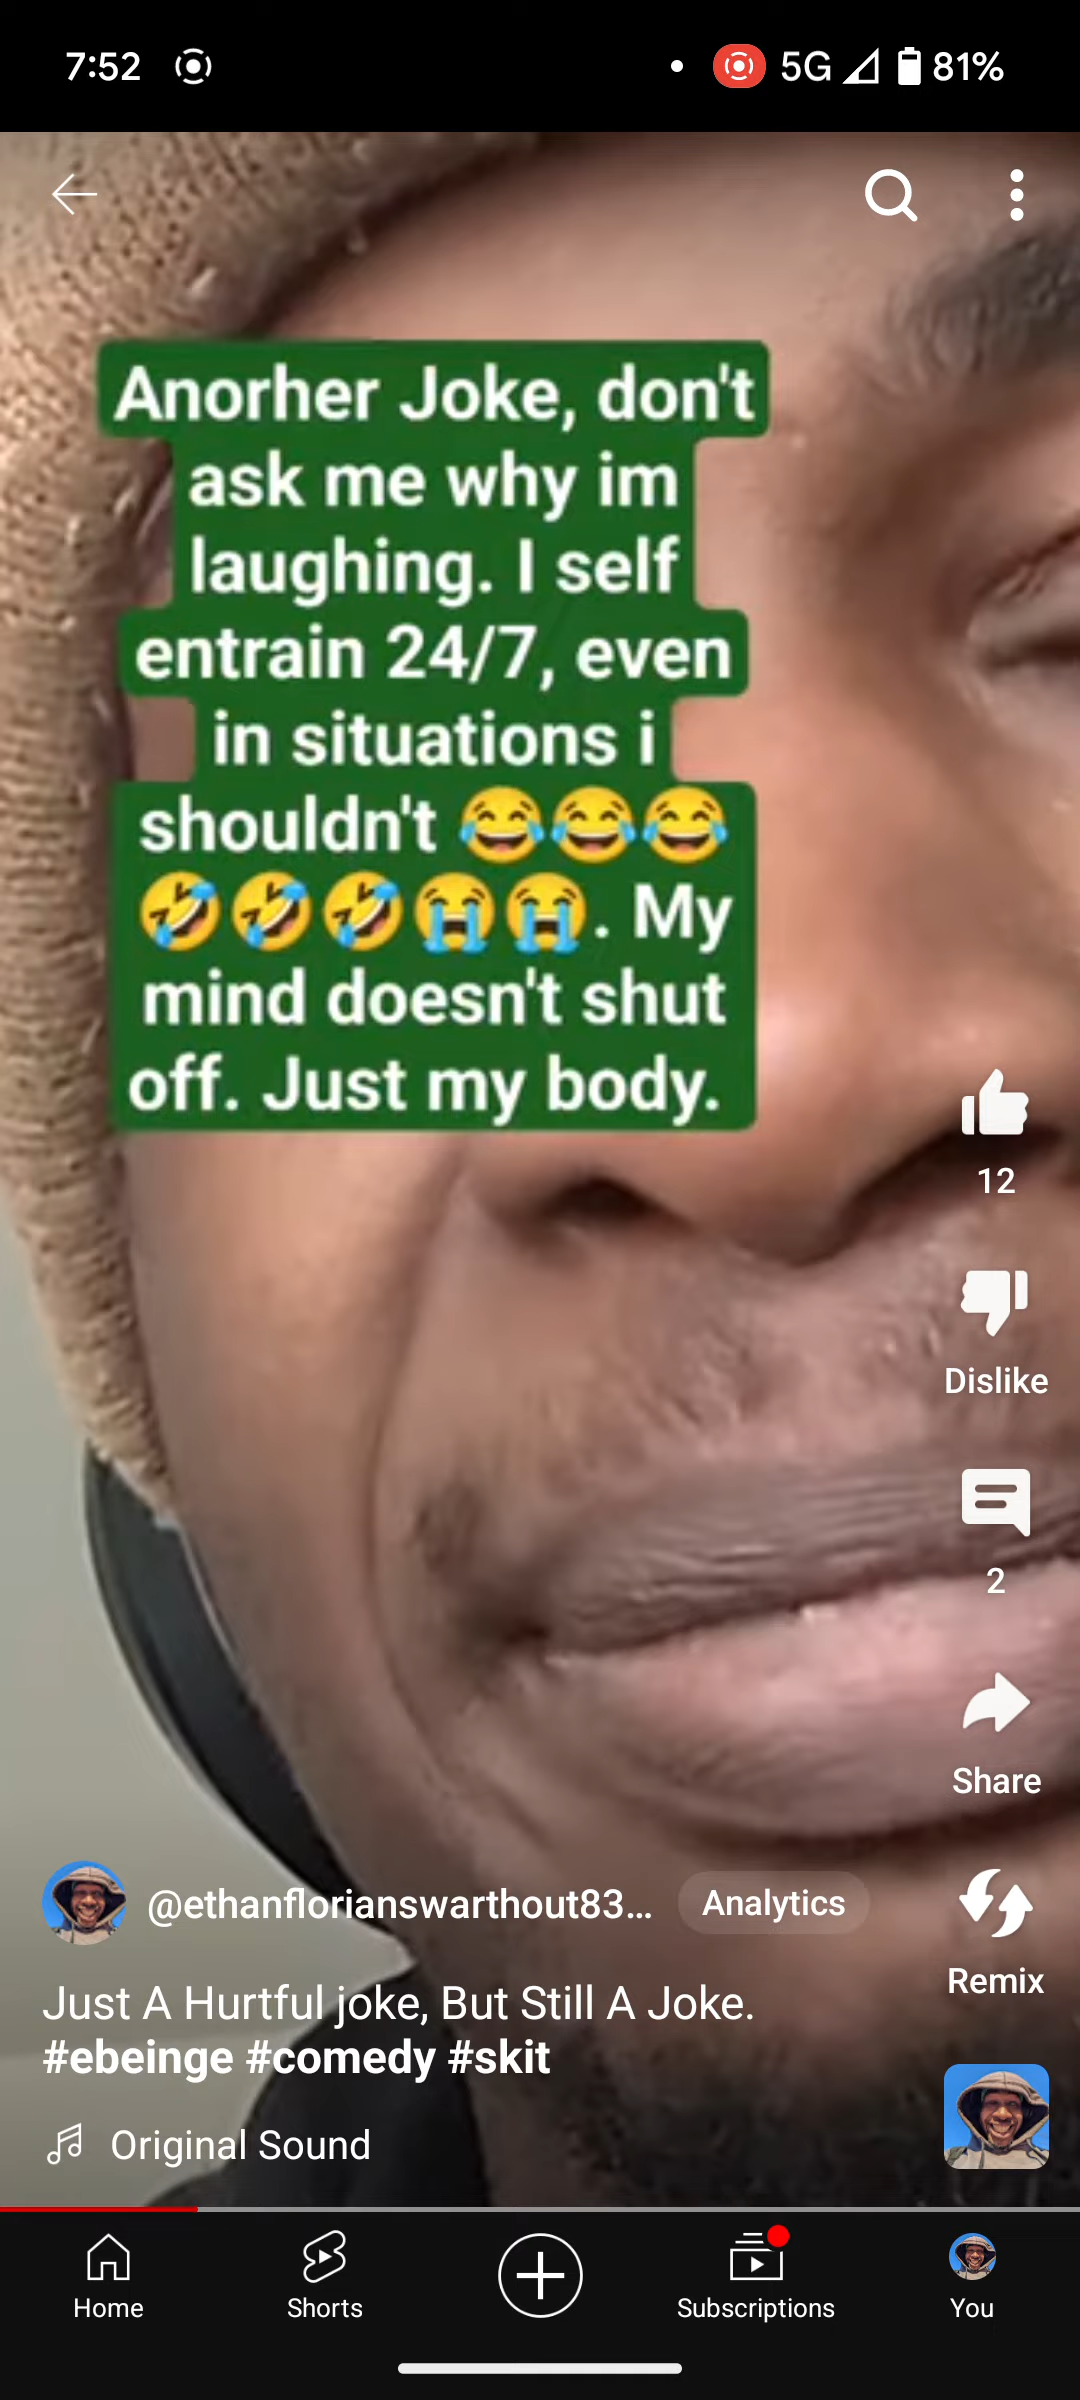 7:52
5G 81%
Anorher Joke, don't
ask me why im
laughing. I self
entrain 24/7, even
in situations i
shouldn't 😂😂😂
🤣🤣🤣😭😭. My
mind doesn't shut
off. Just my body.
12
Dislike
2
Share
@ethanflorianswarthout83... Analytics
Remix
Just A Hurtful joke, But Still A Joke.
#ebeinge #comedy #skit
Original Sound
Home Shorts Subscriptions You